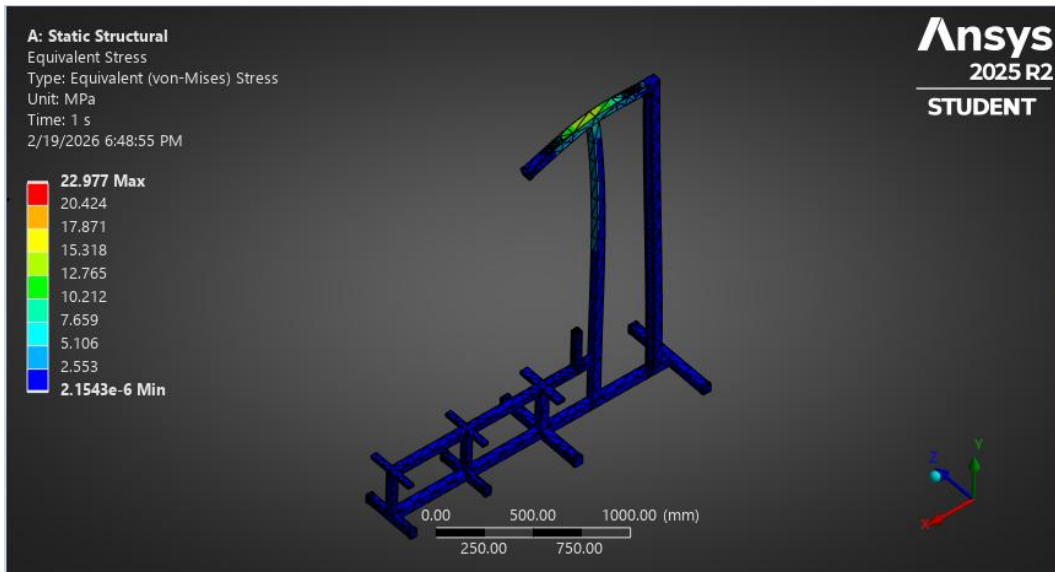 A: Static Structural
Equivalent Stress
Type: Equivalent (von-Mises) Stress
Unit: MPa
Time: 1 s
2/19/2026 6:48:55 PM
22.977 Max
20.424
17.871
15.318
12.765
10.212
7.659
5.106
2.553
2.1543e-6 Min
Ansys
2025 R2
STUDENT
0.00 500.00 1000.00 (mm)
250.00 750.00
Y
Z
X